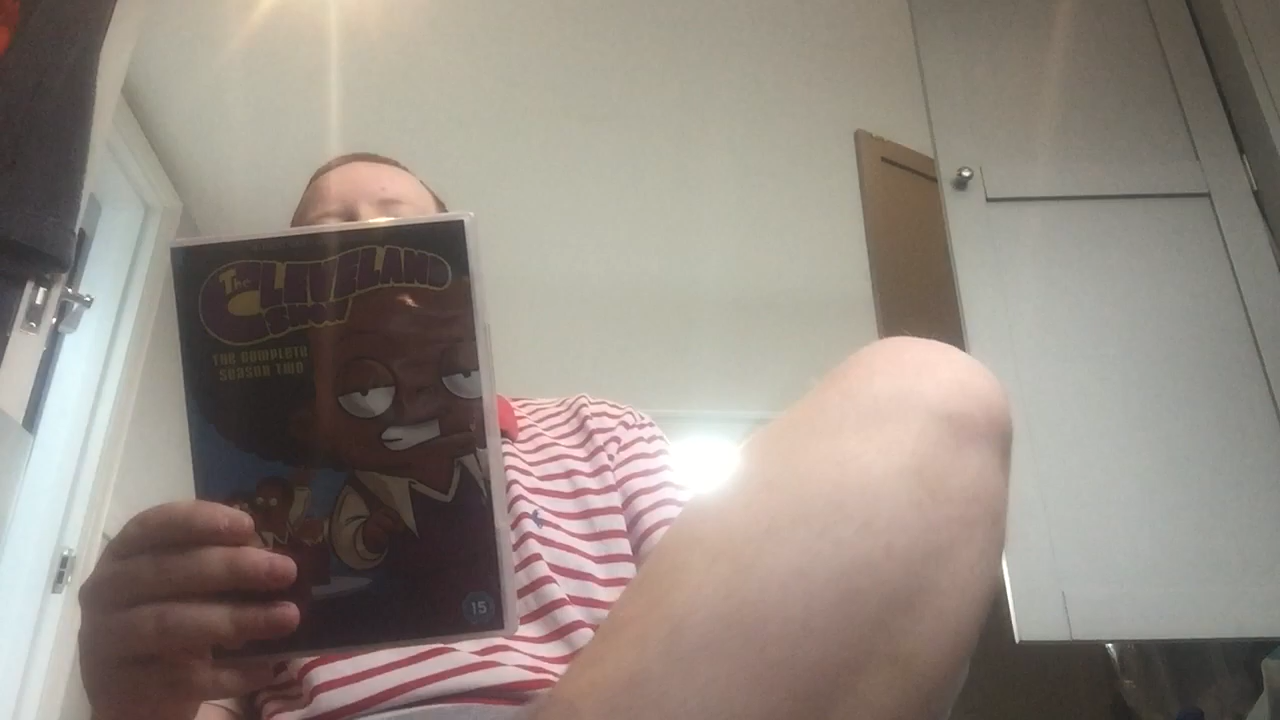 The
CLEVELAND
SHOW
THE COMPLETE
SEASON TWO
15